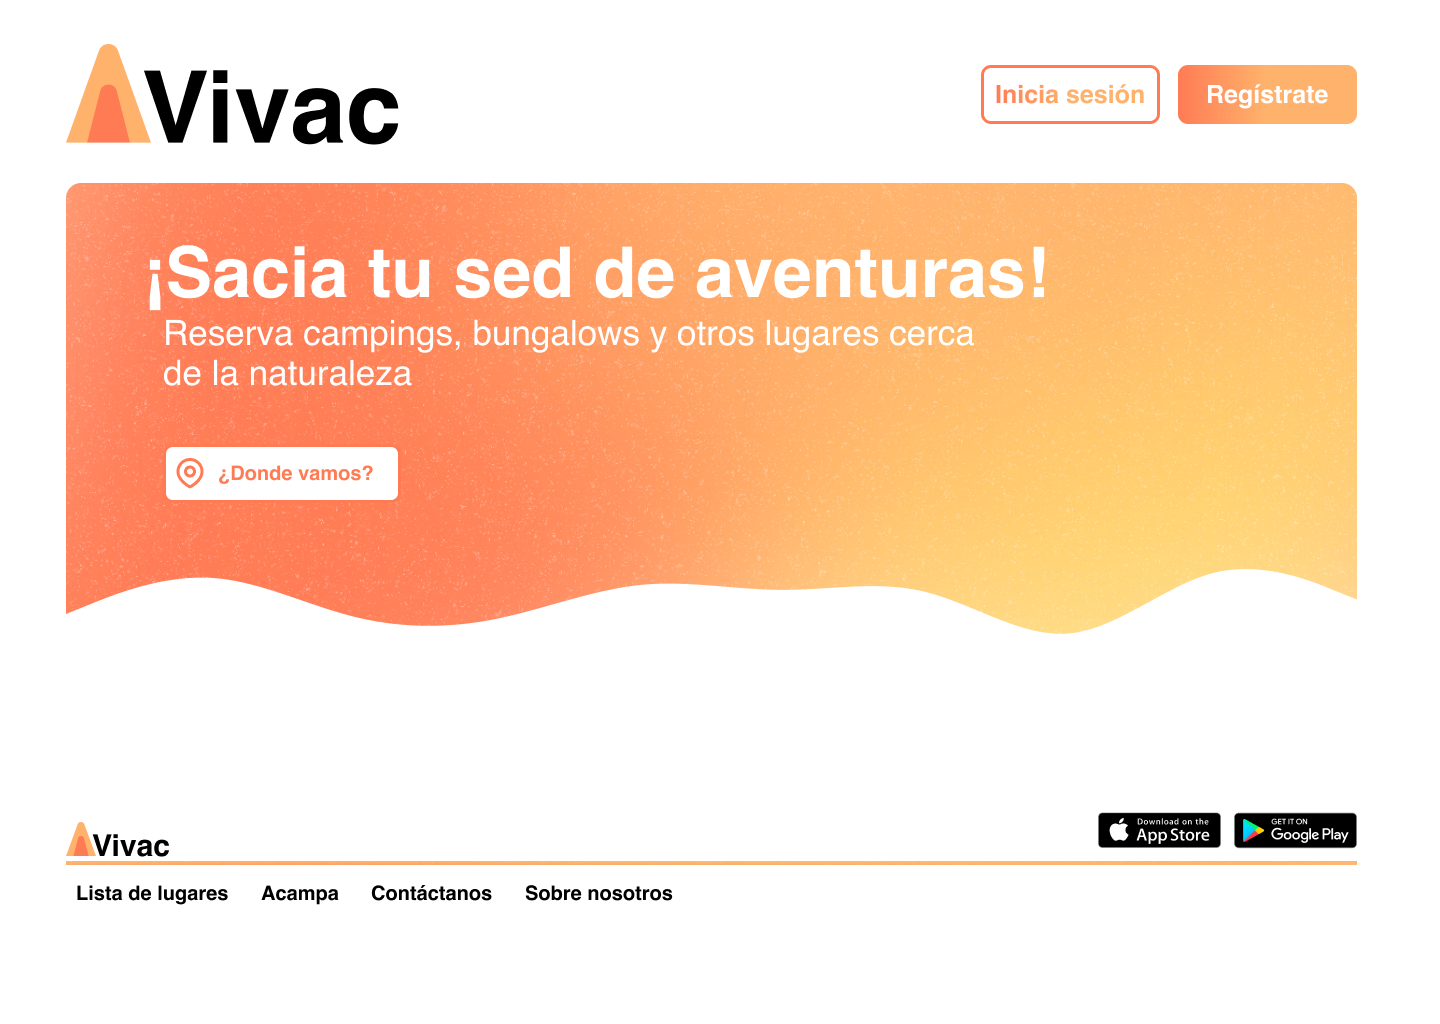 Vivac
Inicia sesión
Regístrate
¡Sacia tu sed de aventuras!
Reserva campings, bungalows y otros lugares cerca
de la naturaleza
¿Donde vamos?
Vivac
Download on the
App Store
GET IT ON
Google Play
Lista de lugares
Acampa
Contáctanos
Sobre nosotros